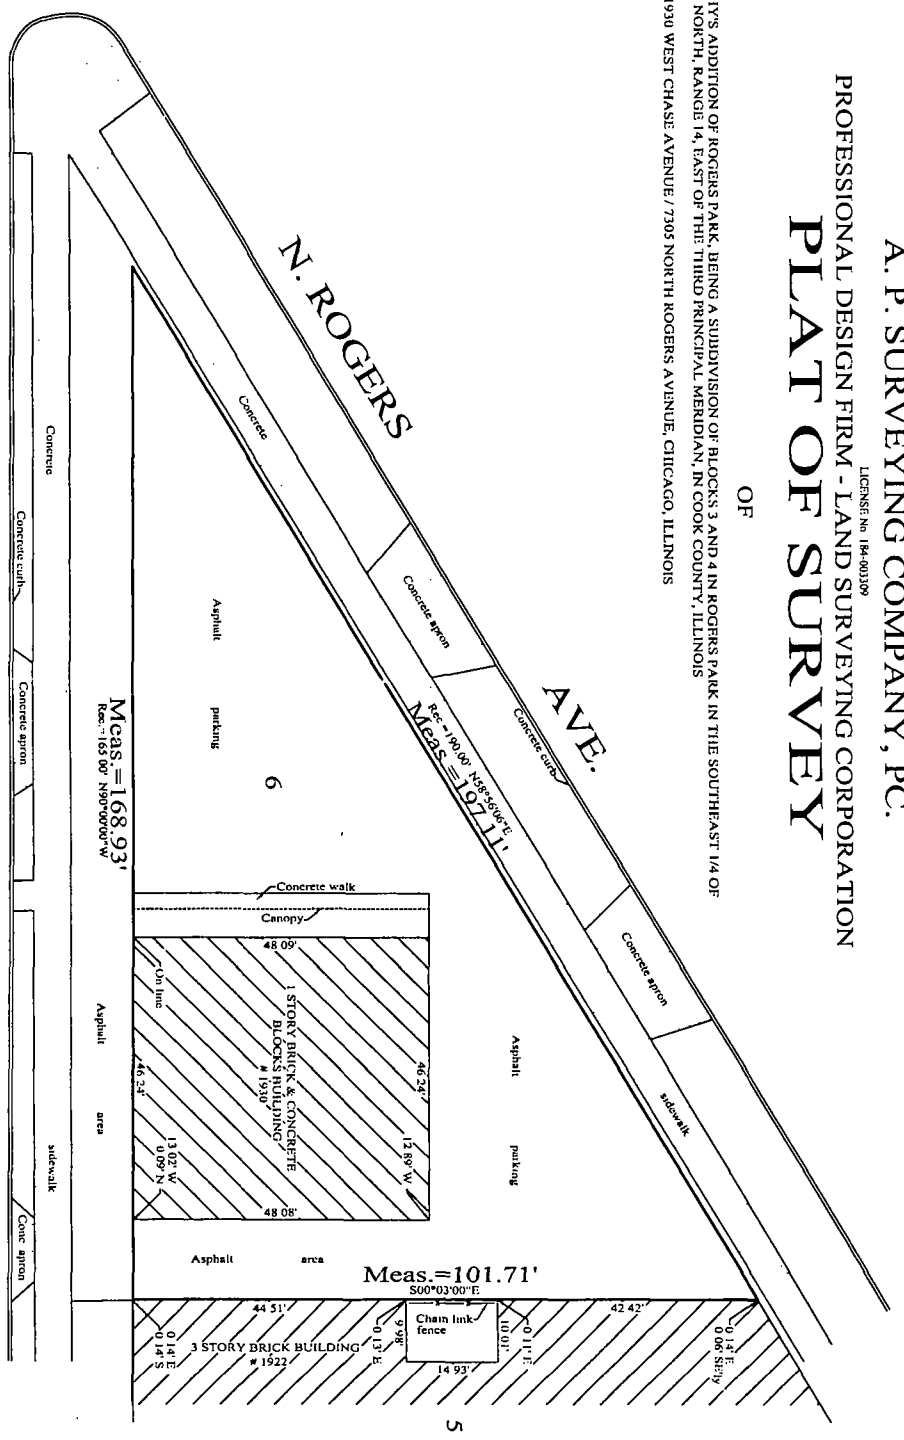 A. P. SURVEYING COMPANY, PC.
LICENSE No 184-003309
PROFESSIONAL DESIGN FIRM - LAND SURVEYING CORPORATION
PLAT OF SURVEY
OF
IY'S ADDITION OF ROGERS PARK, BEING A SUBDIVISION OF BLOCKS 3 AND 4 IN ROGERS PARK IN THE SOUTHEAST 1/4 OF
NORTH, RANGE 14, EAST OF THE THIRD PRINCIPAL MERIDIAN, IN COOK COUNTY, ILLINOIS
930 WEST CHASE AVENUE / 7305 NORTH ROGERS AVENUE, CHICAGO, ILLINOIS
N. ROGERS
AVE.
Concrete
Concrete apron
Concrete curb
Concrete apron
sidewalk
Rec =190.00' N58°56'06"E
Meas.=197.11'
Asphalt parking
6
Asphalt parking
Concrete walk
Canopy
48 09'
1 STORY BRICK & CONCRETE
BLOCKS BUILDING
# 1930
46 24'
12 89' W
On line
46 24'
13 02' W
0 09' N
48 08'
Meas.=168.93'
Rec.=165 00' N90°00'00"W
Asphalt area
Asphalt area
Meas.=101.71'
S00°03'00"E
44 51'
Chain link
fence
42 42'
0 14' E
0 06' SE'ly
0 11' E
10 01'
9 98'
0 13' E
14 93'
3 STORY BRICK BUILDING
# 1922
0 14' E
0 14' S
5
Concrete
sidewalk
Concrete curb
Concrete apron
Conc apron